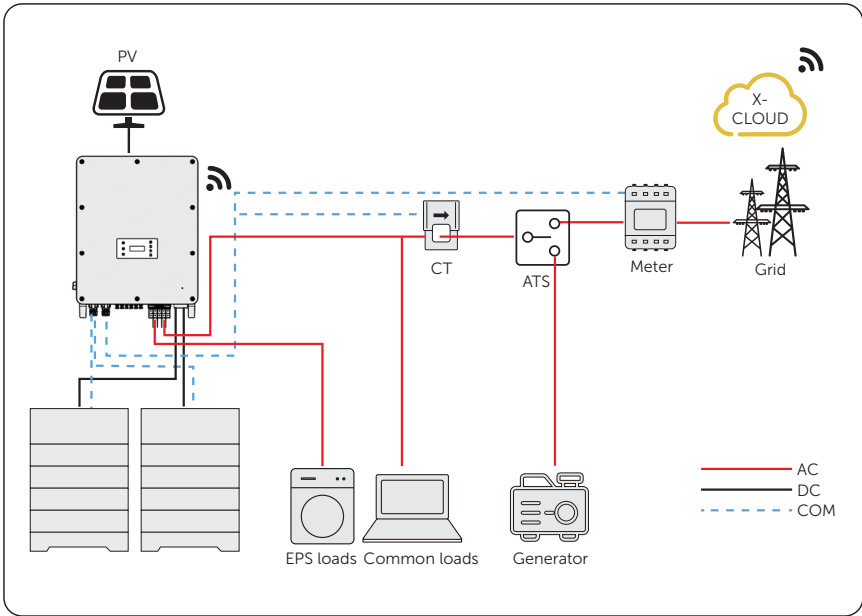 PV
X-
CLOUD
CT
ATS
Meter
Grid
EPS loads
Common loads
Generator
AC
DC
COM